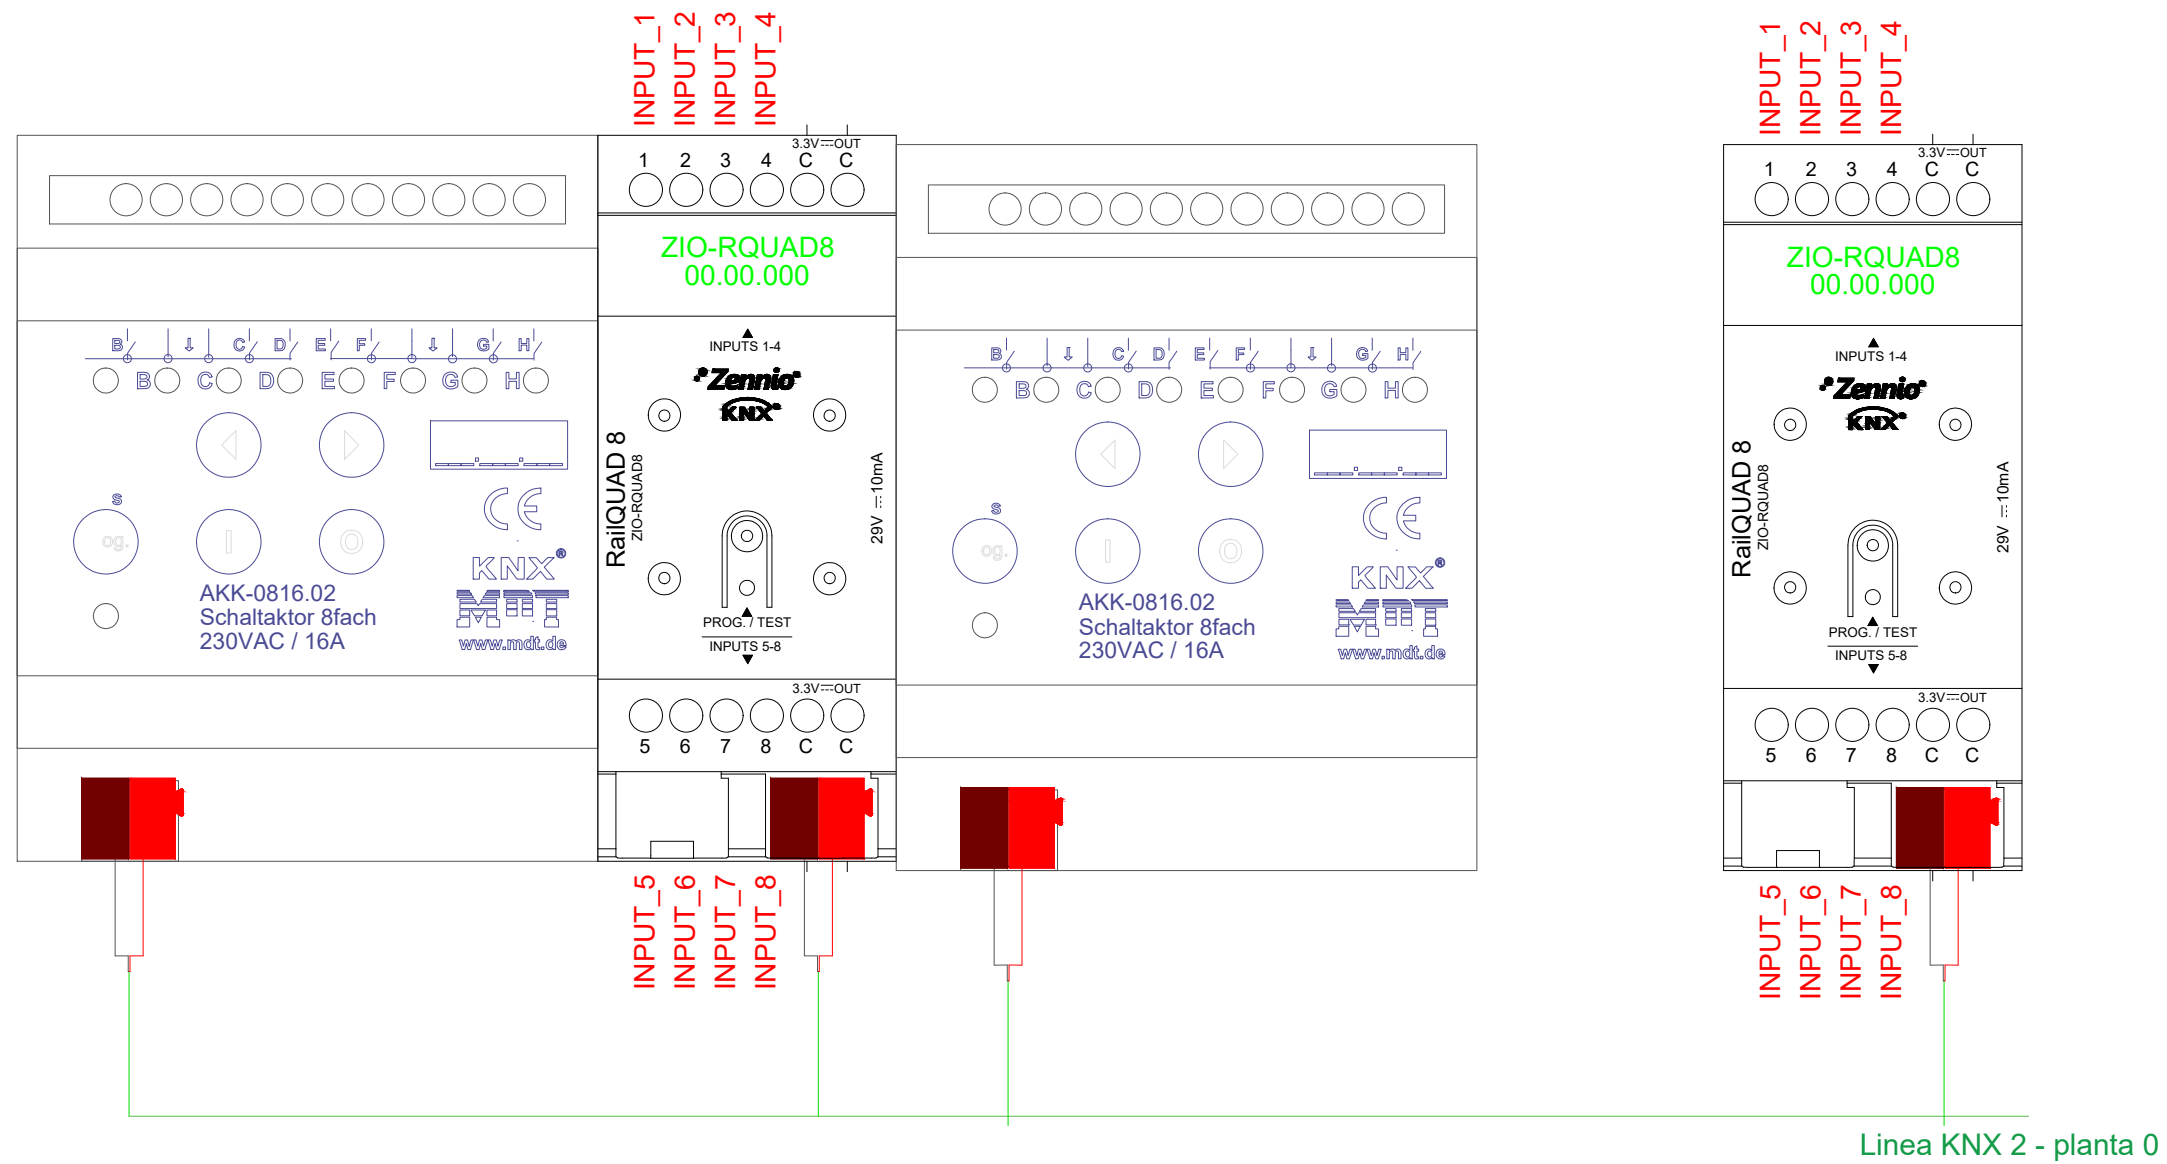 INPUT_1
INPUT_2
INPUT_3
INPUT_4
3.3V OUT
1 2 3 4 C C
ZIO-RQUAD8
00.00.000
INPUTS 1-4
Zennio
KNX
RailQUAD 8
ZIO-RQUAD8
29V 10mA
PROG. / TEST
INPUTS 5-8
3.3V OUT
5 6 7 8 C C
INPUT_5
INPUT_6
INPUT_7
INPUT_8
B C D E F G H
B C D E F G H
S
og.
I
O
CE
KNX®
MDT
www.mdt.de
AKK-0816.02
Schaltaktor 8fach
230VAC / 16A
B C D E F G H
B C D E F G H
S
og.
I
O
CE
KNX®
MDT
www.mdt.de
AKK-0816.02
Schaltaktor 8fach
230VAC / 16A
INPUT_1
INPUT_2
INPUT_3
INPUT_4
3.3V OUT
1 2 3 4 C C
ZIO-RQUAD8
00.00.000
INPUTS 1-4
Zennio
KNX
RailQUAD 8
ZIO-RQUAD8
29V 10mA
PROG. / TEST
INPUTS 5-8
3.3V OUT
5 6 7 8 C C
INPUT_5
INPUT_6
INPUT_7
INPUT_8
Linea KNX 2 - planta 0